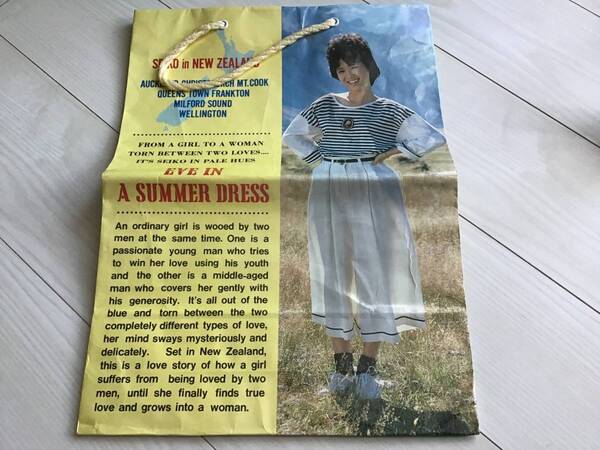 SEIKO in NEW ZEALAND
AUCKLAND CHRISTCHURCH MT.COOK
QUEENS TOWN FRANKTON
MILFORD SOUND
WELLINGTON
FROM A GIRL TO A WOMAN
TORN BETWEEN TWO LOVES....
IT'S SEIKO IN PALE HUES
EVE IN
A SUMMER DRESS
An ordinary girl is wooed by two
men at the same time. One is a
passionate young man who tries
to win her love using his youth
and the other is a middle-aged
man who covers her gently with
his generosity. It's all out of the
blue and torn between the two
completely different types of love,
her mind sways mysteriously and
delicately. Set in New Zealand,
this is a love story of how a girl
suffers from being loved by two
men, until she finally finds true
love and grows into a woman.